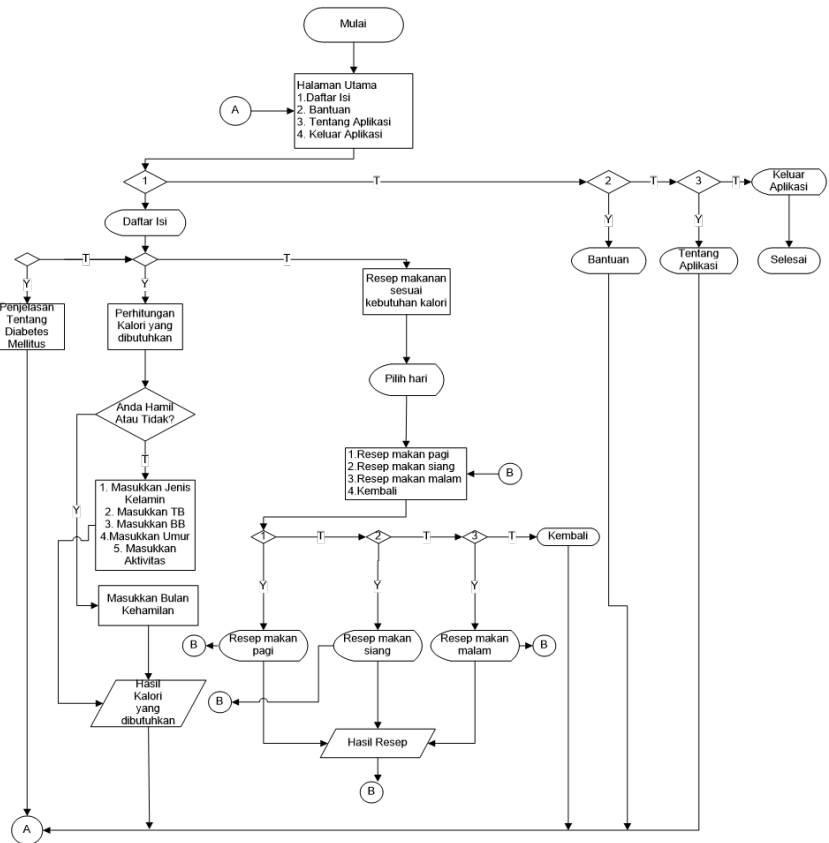 Mulai
Halaman Utama
1.Daftar Isi
2. Bantuan
3. Tentang Aplikasi
4. Keluar Aplikasi
A
1
T
2
T
3
T
Keluar
Aplikasi
Y
Y
Daftar Isi
Bantuan
Tentang
Aplikasi
Selesai
T
T
Y
Y
Penjelasan
Tentang
Diabetes
Mellitus
Perhitungan
Kalori yang
dibutuhkan
Resep makanan
sesuai
kebutuhan kalori
Pilih hari
Anda Hamil
Atau Tidak?
T
Y
1. Masukkan Jenis
Kelamin
2. Masukkan TB
3. Masukkan BB
4.Masukkan Umur
5. Masukkan
Aktivitas
1.Resep makan pagi
2.Resep makan siang
3.Resep makan malam
4.Kembali
B
1
T
2
T
3
T
Kembali
Y
Y
Y
Masukkan Bulan
Kehamilan
B
Resep makan
pagi
Resep makan
siang
Resep makan
malam
B
B
Hasil
Kalori
yang
dibutuhkan
Hasil Resep
B
A